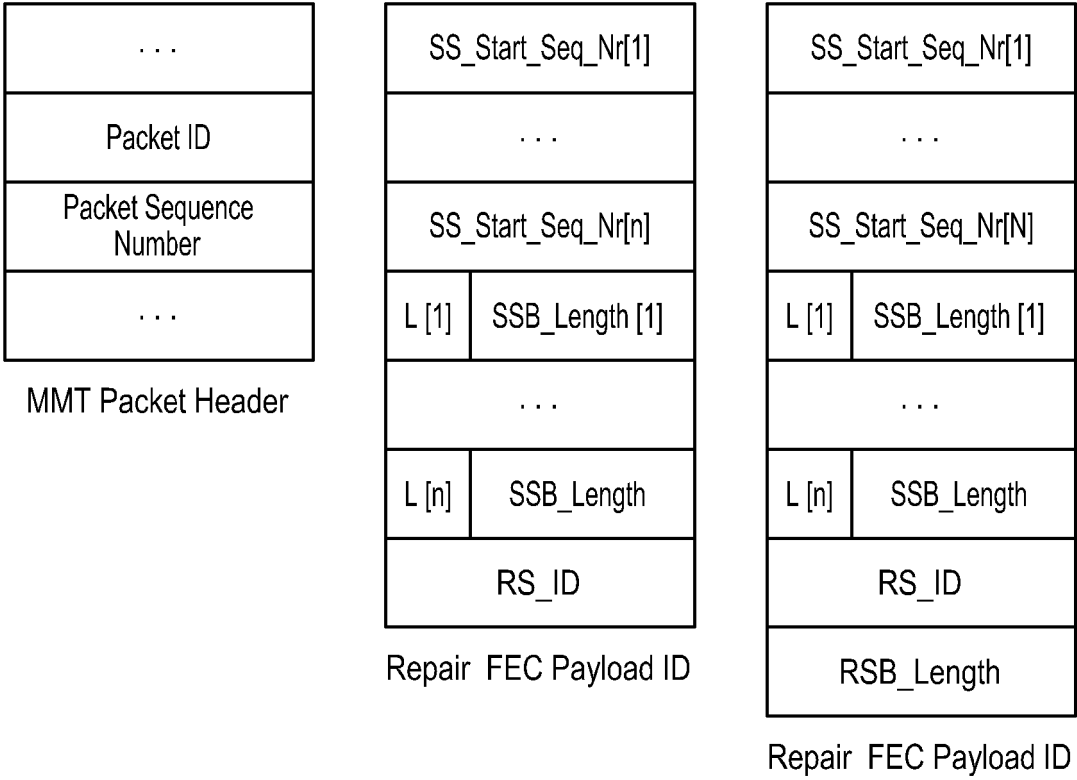 . . .
Packet ID
Packet Sequence
Number
. . .
MMT Packet Header
SS_Start_Seq_Nr[1]
. . .
SS_Start_Seq_Nr[n]
L [1] SSB_Length [1]
. . .
L [n] SSB_Length
RS_ID
Repair FEC Payload ID
SS_Start_Seq_Nr[1]
. . .
SS_Start_Seq_Nr[N]
L [1] SSB_Length [1]
. . .
L [n] SSB_Length
RS_ID
RSB_Length
Repair FEC Payload ID